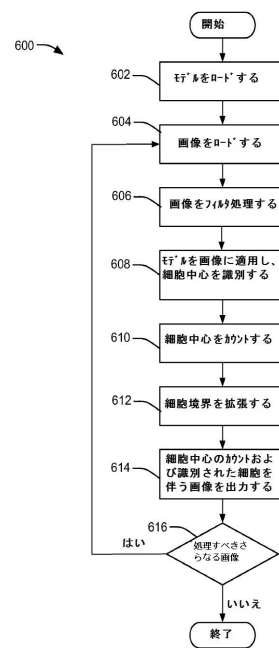 600
開始
602
ﾓﾃﾞﾙをﾛｰﾄﾞする
604
画像をﾛｰﾄﾞする
606
画像をﾌｨﾙﾀ処理する
608
ﾓﾃﾞﾙを画像に適用し、
細胞中心を識別する
610
細胞中心をｶｳﾝﾄする
612
細胞境界を拡張する
614
細胞中心のｶｳﾝﾄおよ
び識別された細胞を
伴う画像を出力する
616
処理すべきさ
らなる画像
はい
いいえ
終了